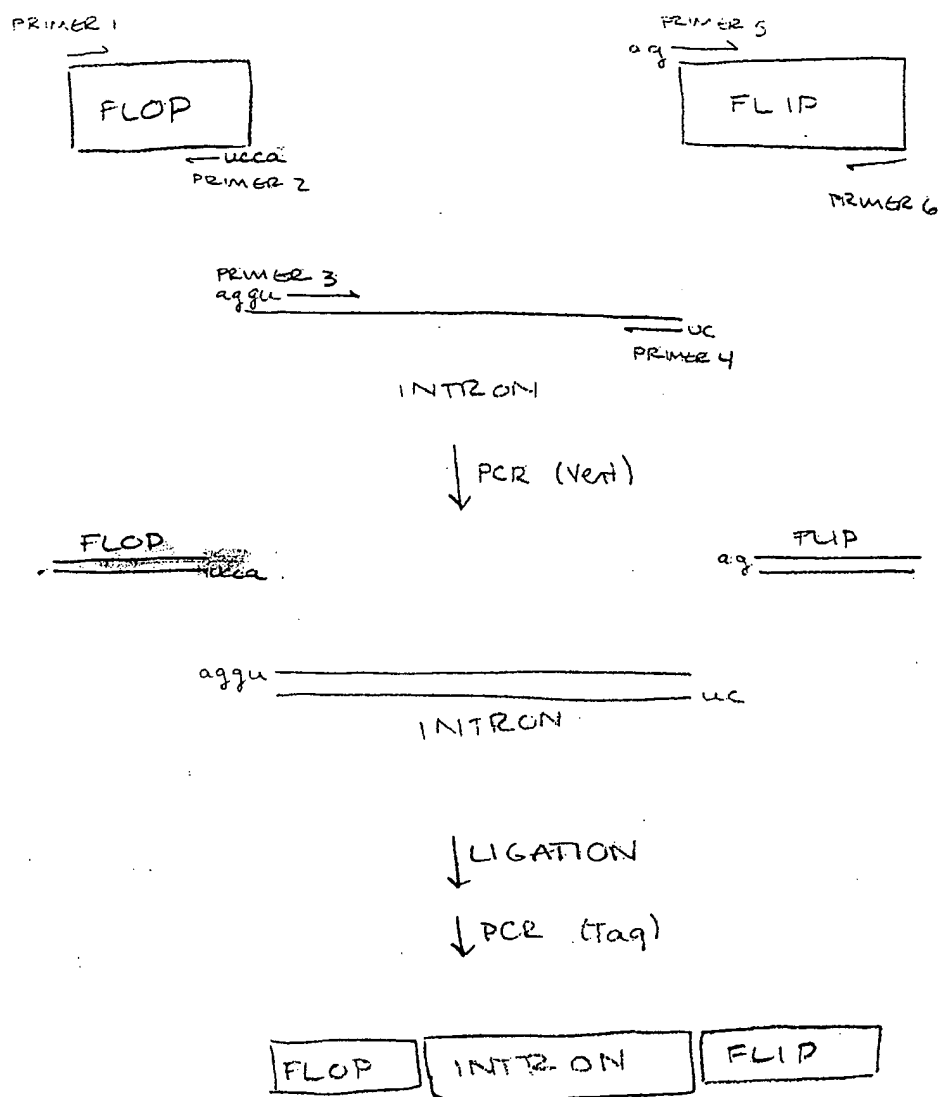 PRIMER 1
FLOP
ucca
PRIMER 2
PRIMER 5
ag
FLIP
PRIMER 6
PRIMER 3
aggu
uc
PRIMER 4
INTRON
PCR (Vent)
FLOP
ucca
FLIP
ag
aggu
uc
INTRON
LIGATION
PCR (Taq)
FLOP
INTRON
FLIP